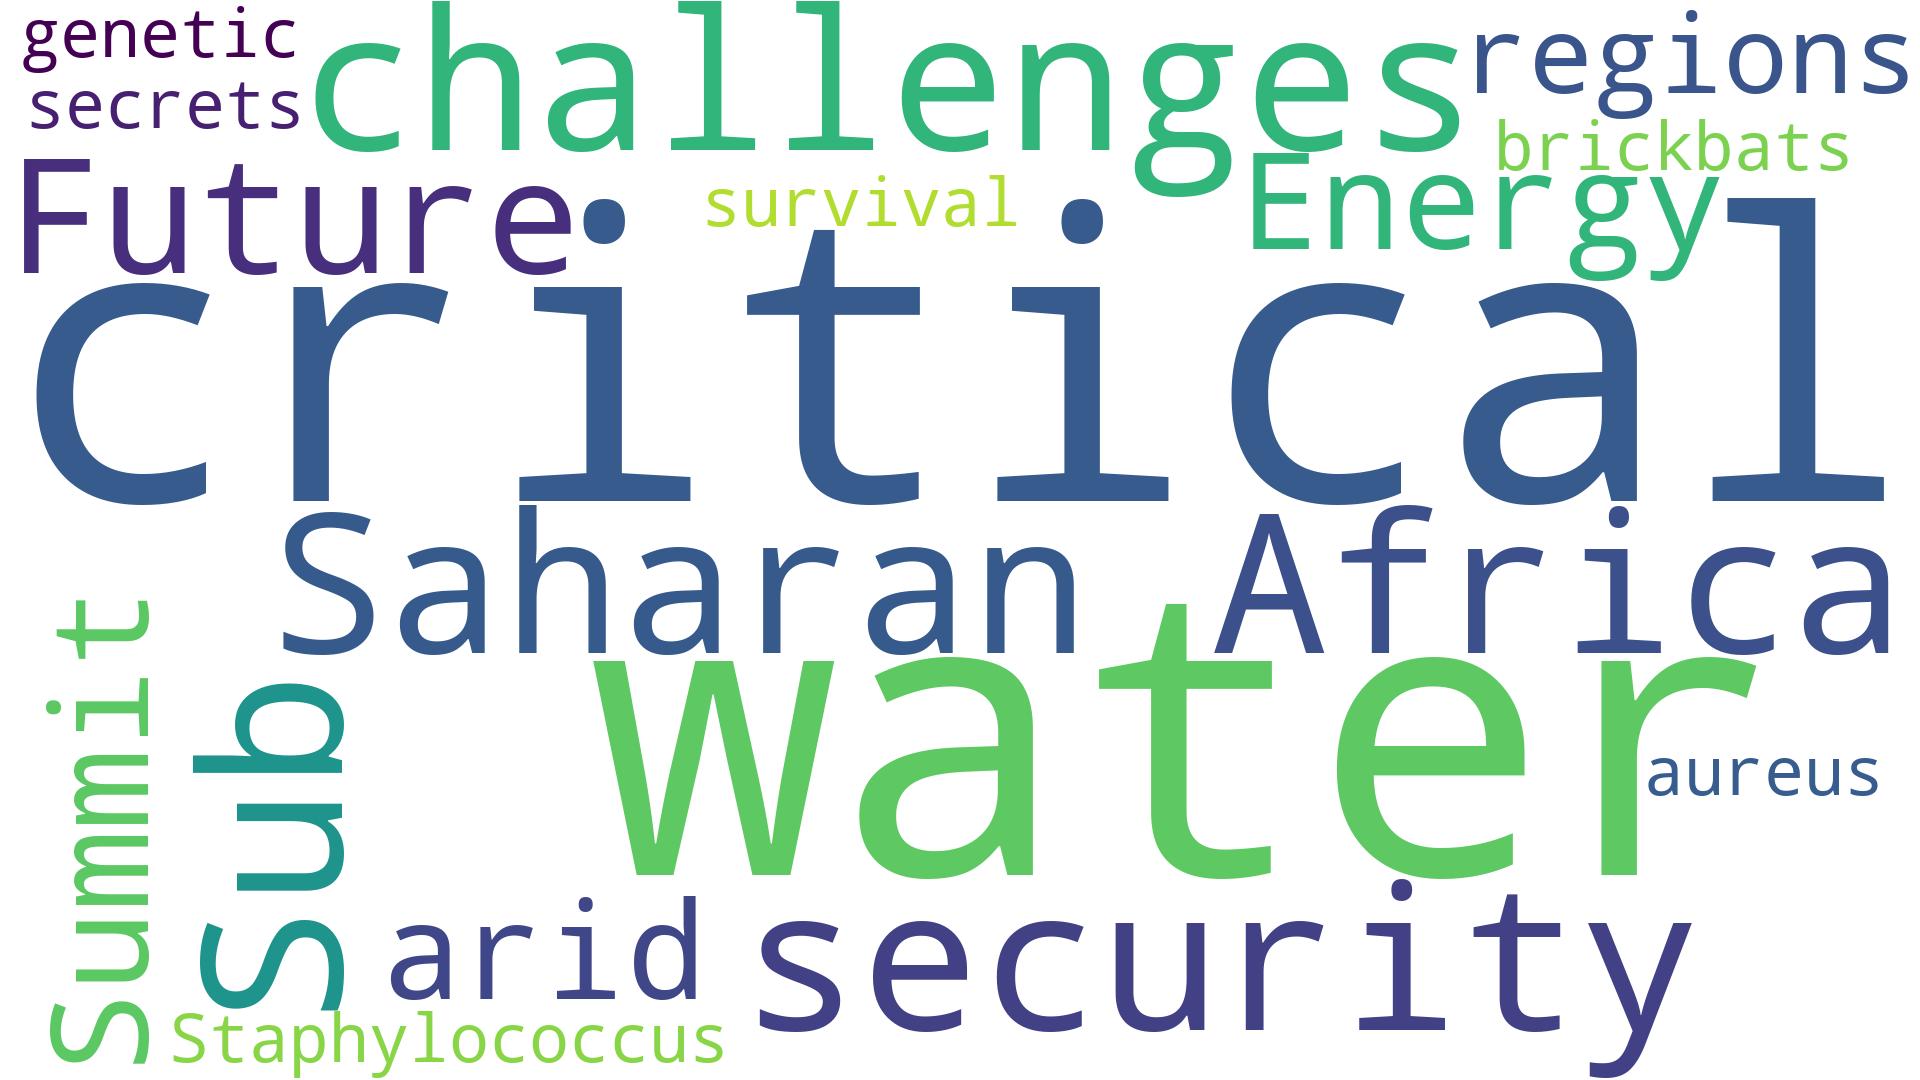 genetic
challenges
regions
secrets
brickbats
Future
survival
Energy
critical
Saharan
Africa
Summit
Sub
water
aureus
arid
security
Staphylococcus